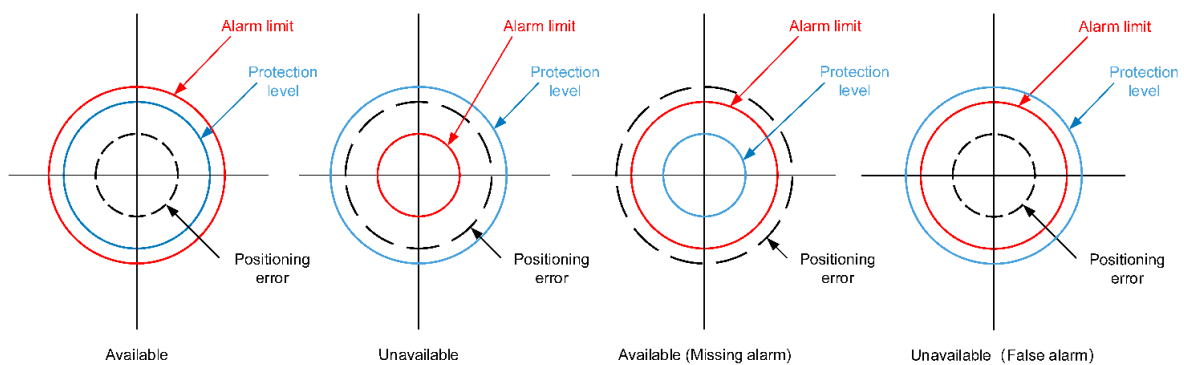 Alarm limit
Protection
level
Positioning
error
Available
Alarm limit
Protection
level
Positioning
error
Unavailable
Alarm limit
Protection
level
Positioning
error
Available (Missing alarm)
Alarm limit
Protection
level
Positioning
error
Unavailable（False alarm）